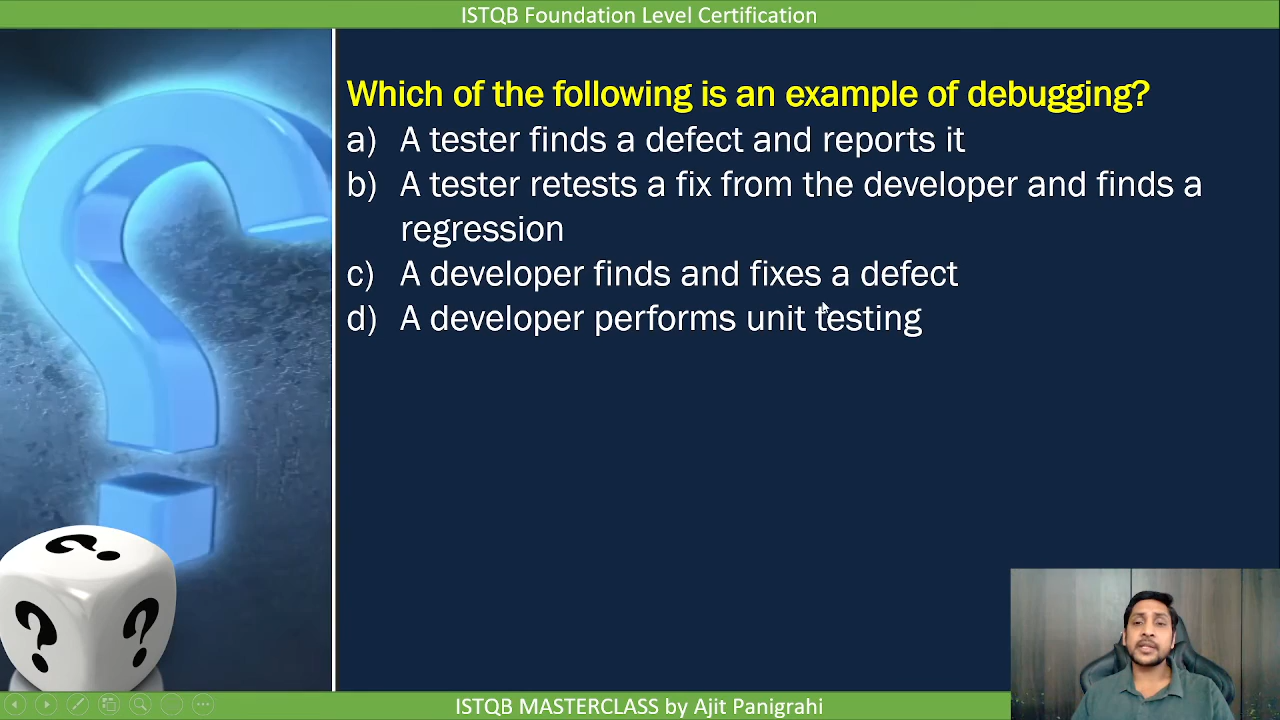 ISTQB Foundation Level Certification
Which of the following is an example of debugging?
a) A tester finds a defect and reports it
b) A tester retests a fix from the developer and finds a
regression
c) A developer finds and fixes a defect
d) A developer performs unit testing
ISTQB MASTERCLASS by Ajit Panigrahi